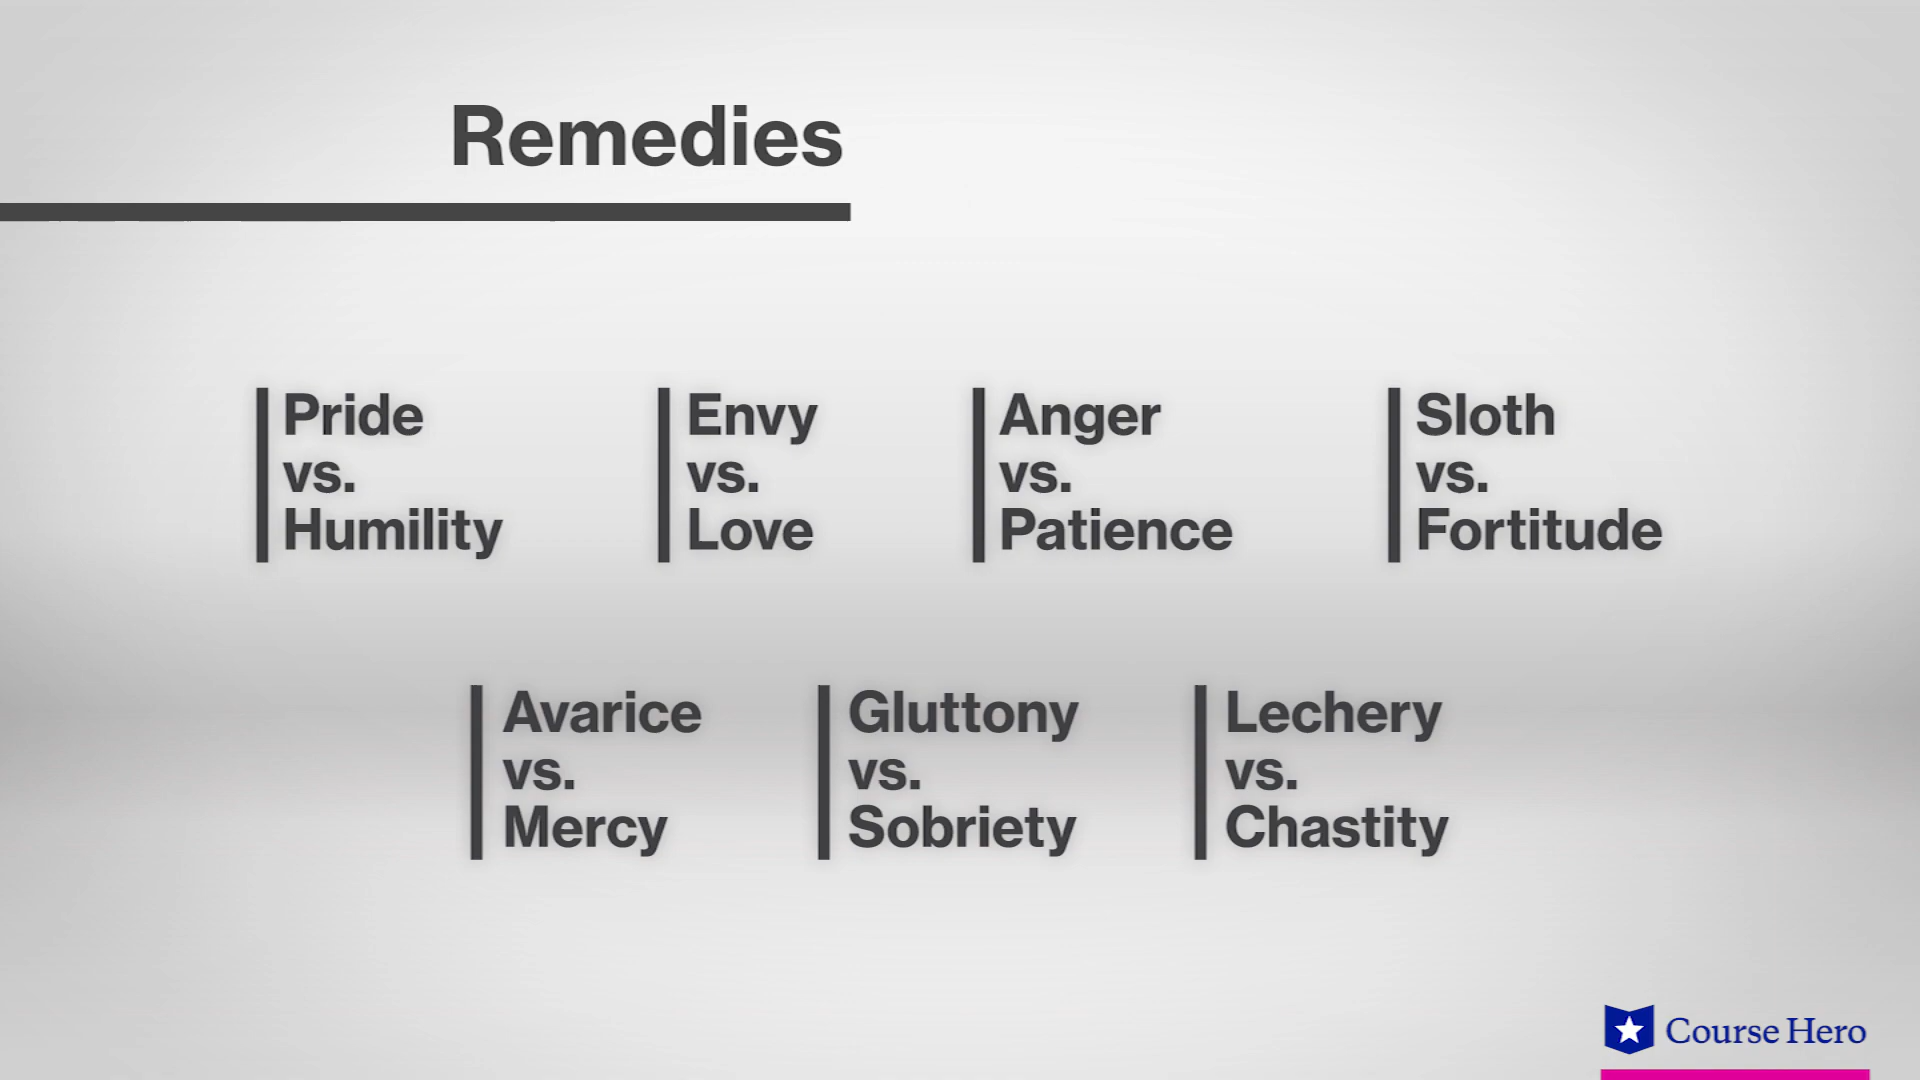 Remedies
Pride
vs.
Humility
Envy
vs.
Love
Anger
vs.
Patience
Sloth
vs.
Fortitude
Avarice
vs.
Mercy
Gluttony
vs.
Sobriety
Lechery
vs.
Chastity
Course Hero